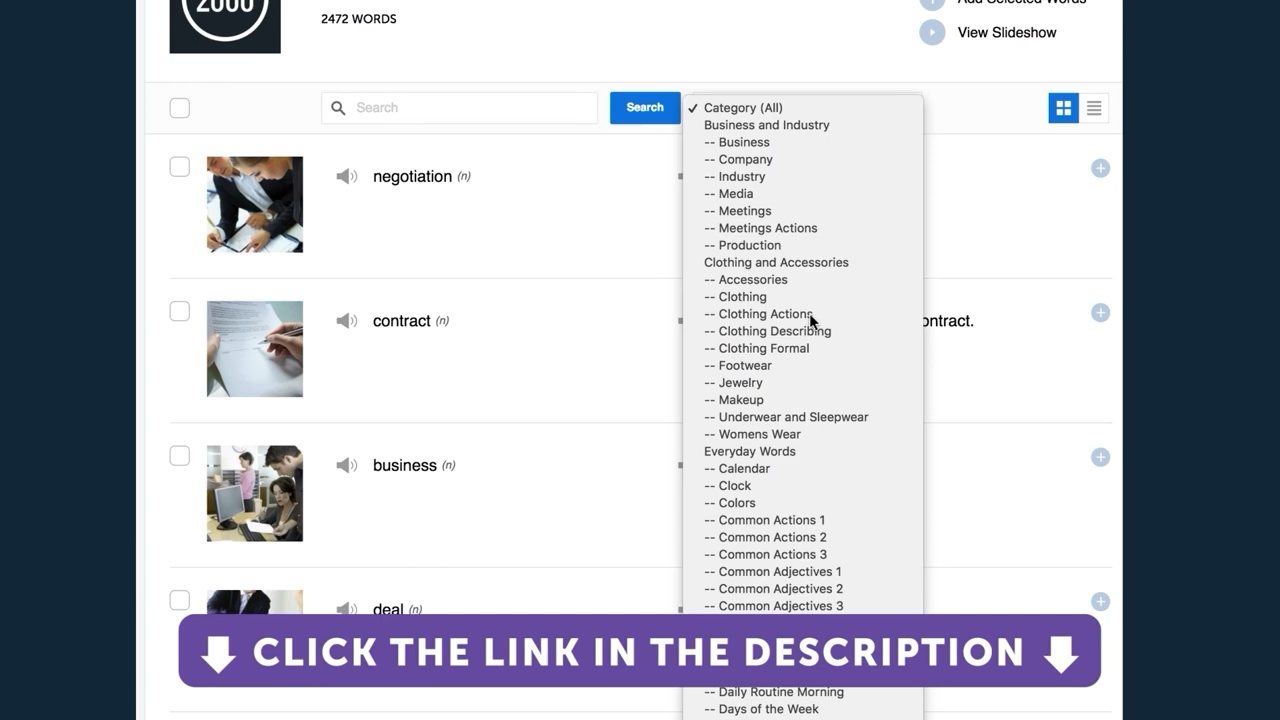 2000
2472 WORDS
Add Selected Words
View Slideshow
Search
Search
Category (All)
Business and Industry
-- Business
-- Company
-- Industry
-- Media
-- Meetings
-- Meetings Actions
-- Production
Clothing and Accessories
-- Accessories
-- Clothing
-- Clothing Actions
-- Clothing Describing
-- Clothing Formal
-- Footwear
-- Jewelry
-- Makeup
-- Underwear and Sleepwear
-- Womens Wear
Everyday Words
-- Calendar
-- Clock
-- Colors
-- Common Actions 1
-- Common Actions 2
-- Common Actions 3
-- Common Adjectives 1
-- Common Adjectives 2
-- Common Adjectives 3
-- Daily Routine Morning
-- Days of the Week
negotiation (n)
contract (n)
ontract.
business (n)
deal (n)
CLICK THE LINK IN THE DESCRIPTION